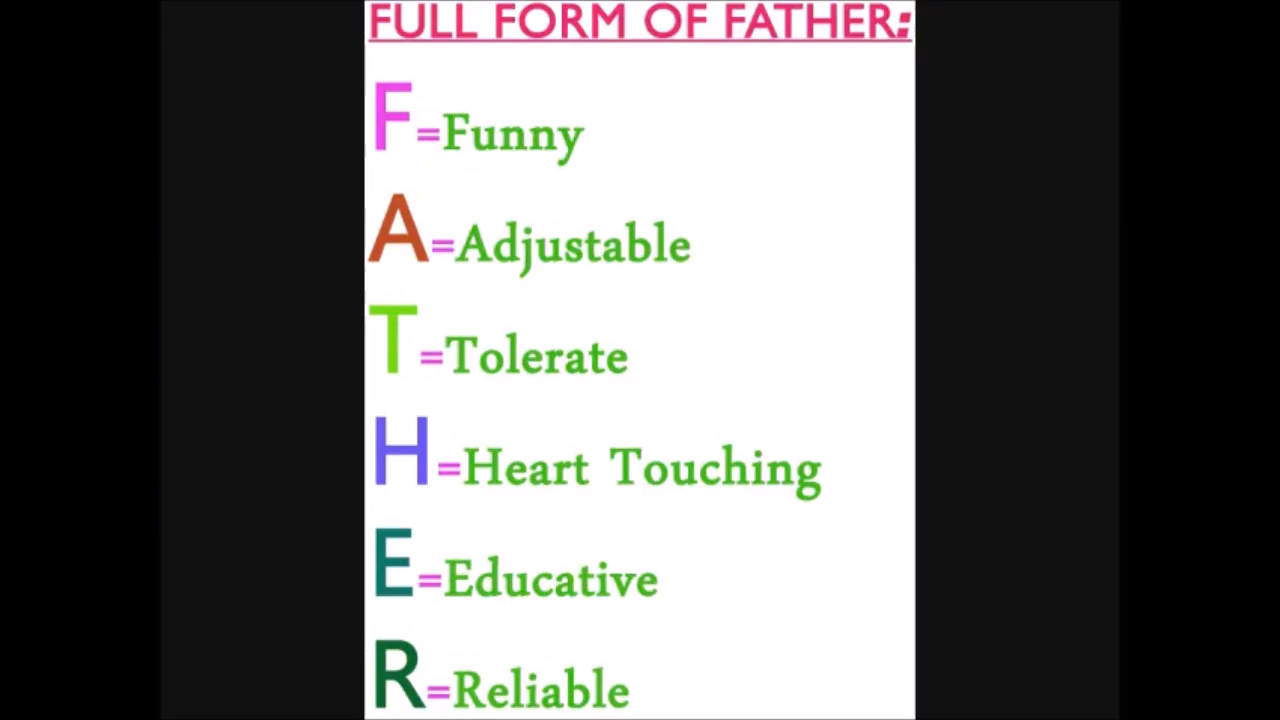 FULL FORM OF FATHER:
F=Funny
A=Adjustable
T=Tolerate
H=Heart Touching
E=Educative
R=Reliable